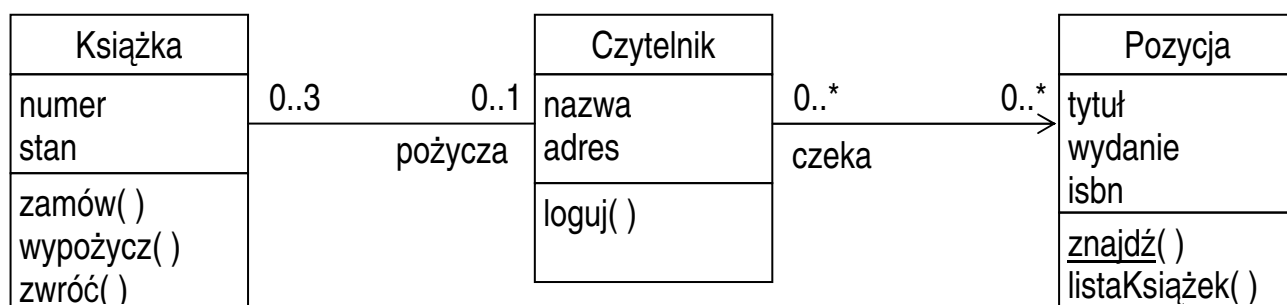 Książka
numer
stan
zamów( )
wypożycz( )
zwróć( )
0..3
0..1
pożycza
Czytelnik
nazwa
adres
loguj( )
0..*
0..*
czeka
Pozycja
tytuł
wydanie
isbn
znajdź( )
listaKsiążek( )